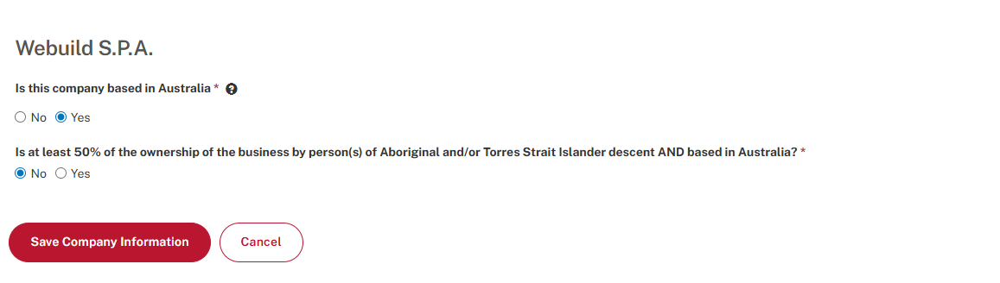 Webuild S.P.A.
Is this company based in Australia * ?
No Yes
Is at least 50% of the ownership of the business by person(s) of Aboriginal and/or Torres Strait Islander descent AND based in Australia? *
No Yes
Save Company Information Cancel